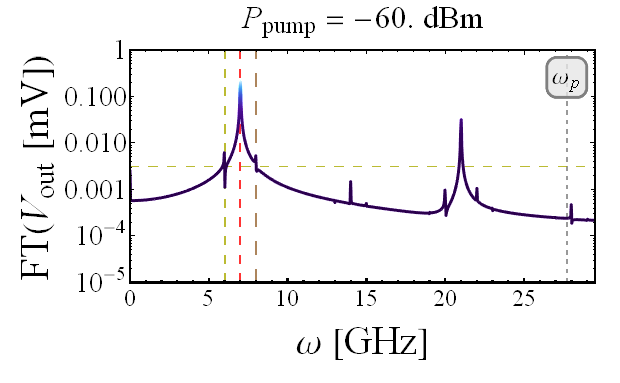 P_pump = −60. dBm
1
0.100
0.010
0.001
10⁻⁴
10⁻⁵
FT(V_out [mV])
ω_p
0 5 10 15 20 25
ω [GHz]